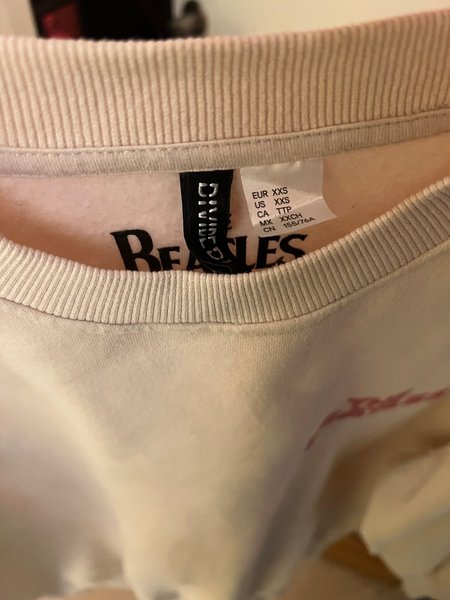 DIVIDED
EUR XXS
US XXS
CA TTP
MX XXCH
CN 155/76A
BEATLES